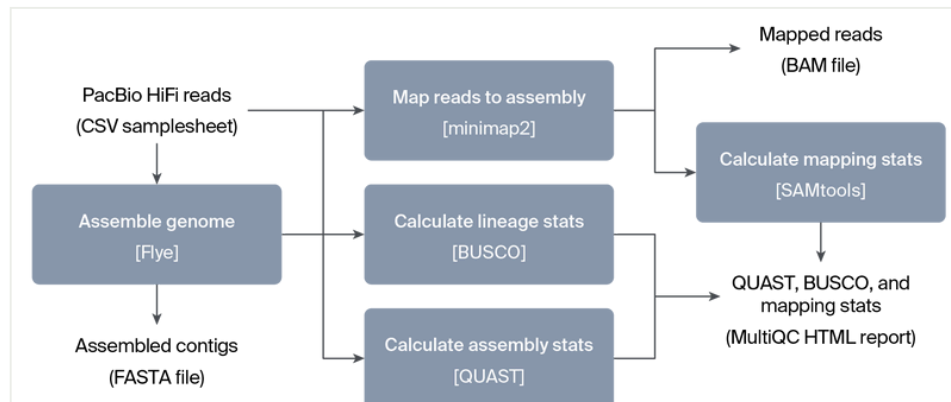 PacBio HiFi reads
(CSV samplesheet)
Assemble genome
[Flye]
Assembled contigs
(FASTA file)
Map reads to assembly
[minimap2]
Calculate lineage stats
[BUSCO]
Calculate assembly stats
[QUAST]
Mapped reads
(BAM file)
Calculate mapping stats
[SAMtools]
QUAST, BUSCO, and
mapping stats
(MultiQC HTML report)